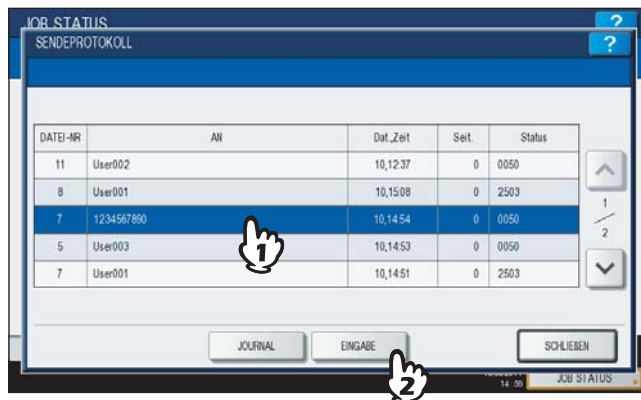 JOB STATUS ?
SENDEPROTOKOLL ?
DATEI-NR AN Dat.,Zeit Seit. Status
11 User002 10,12:37 0 0050
8 User001 10,15:08 0 2503
7 1234567890 10,14:54 0 0050
5 User003 10,14:53 0 0050
7 User001 10,14:51 0 2503
1
2
1
2
JOURNAL EINGABE SCHLIEßEN
JOB STATUS